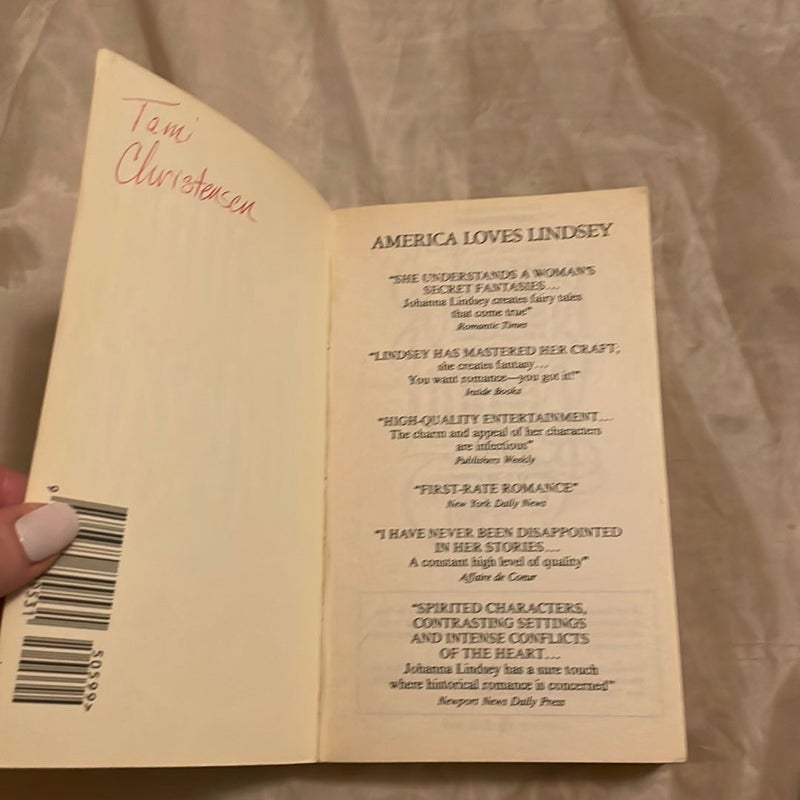 Tami
Christensen
AMERICA LOVES LINDSEY
"SHE UNDERSTANDS A WOMAN'S
SECRET FANTASIES...
Johanna Lindsey creates fairy tales
that come true"
Romantic Times
"LINDSEY HAS MASTERED HER CRAFT;
she creates fantasy...
You want romance—you got it!"
Inside Books
"HIGH-QUALITY ENTERTAINMENT...
The charm and appeal of her characters
are infectious"
Publishers Weekly
"FIRST-RATE ROMANCE"
New York Daily News
"I HAVE NEVER BEEN DISAPPOINTED
IN HER STORIES...
A constant high level of quality"
Affaire de Coeur
"SPIRITED CHARACTERS,
CONTRASTING SETTINGS
AND INTENSE CONFLICTS
OF THE HEART...
Johanna Lindsey has a sure touch
where historical romance is concerned"
Newport News Daily Press
50599>